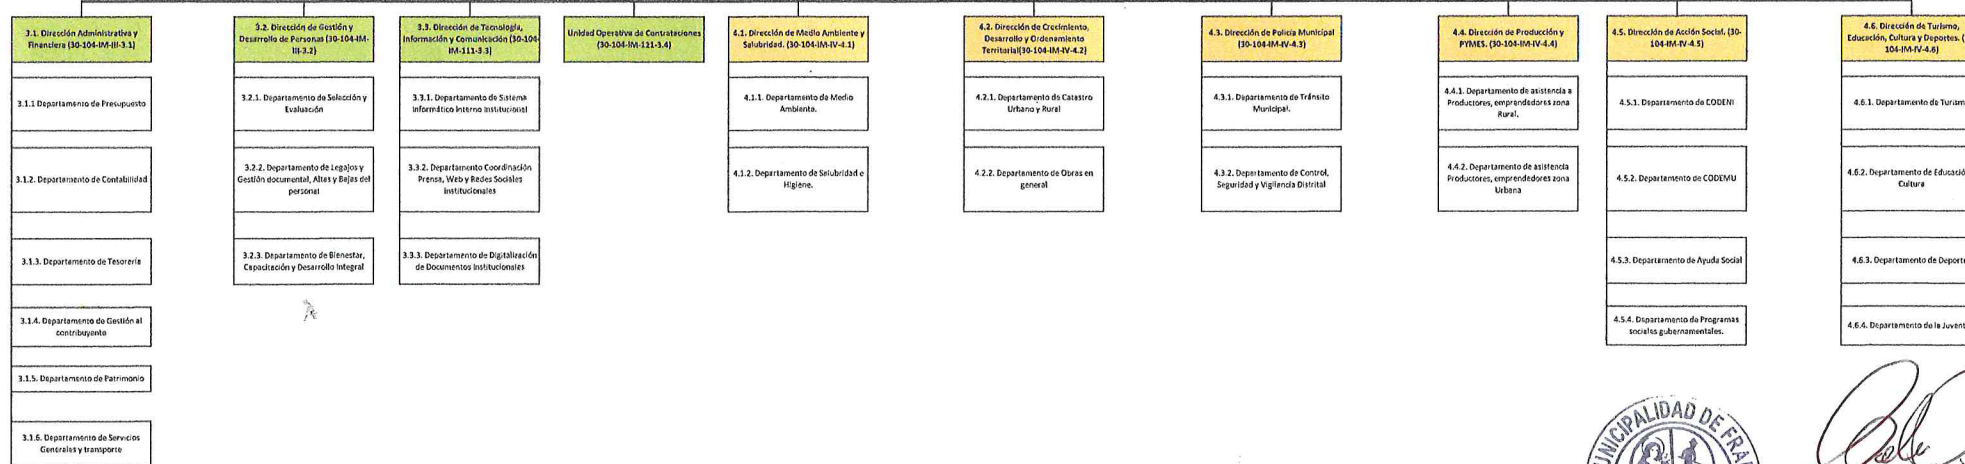 3.1. Dirección Administrativa y
Financiera (30-104-IM-III-3.1)
3.1.1 Departamento de Presupuesto
3.1.2. Departamento de Contabilidad
3.1.3. Departamento de Tesorería
3.1.4. Departamento de Gestión al
contribuyente
3.1.5. Departamento de Patrimonio
3.1.6. Departamento de Servicios
Generales y transporte
3.2. Dirección de Gestión y
Desarrollo de Personas (30-104-IM-
III-3.2)
3.2.1. Departamento de Selección y
Evaluación
3.2.2. Departamento de Legajos y
Gestión documental, Altas y Bajas del
personal
3.2.3. Departamento de Bienestar,
Capacitación y Desarrollo Integral
3.3. Dirección de Tecnología,
Información y Comunicación (30-104-
IM-111-3.3)
3.3.1. Departamento de Sistema
Informático Interno Institucional
3.3.2. Departamento Coordinación
Prensa, Web y Redes Sociales
Institucionales
3.3.3. Departamento de Digitalización
de Documentos Institucionales
Unidad Operativa de Contrataciones
(30-104-IM-111-3.4)
4.1. Dirección de Medio Ambiente y
Salubridad. (30-104-IM-IV-4.1)
4.1.1. Departamento de Medio
Ambiente.
4.1.2. Departamento de Salubridad e
Higiene.
4.2. Dirección de Crecimiento,
Desarrollo y Ordenamiento
Territorial(30-104-IM-IV-4.2)
4.2.1. Departamento de Catastro
Urbano y Rural
4.2.2. Departamento de Obras en
general
4.3. Dirección de Policía Municipal
(30-104-IM-IV-4.3)
4.3.1. Departamento de Tránsito
Municipal.
4.3.2. Departamento de Control,
Seguridad y Vigilancia Distrital
4.4. Dirección de Producción y
PYMES. (30-104-IM-IV-4.4)
4.4.1. Departamento de asistencia a
Productores, emprendedores zona
Rural.
4.4.2. Departamento de asistencia
Productores, emprendedores zona
Urbana
4.5. Dirección de Acción Social. (30-
104-IM-IV-4.5)
4.5.1. Departamento de CODENI
4.5.2. Departamento de CODEMU
4.5.3. Departamento de Ayuda Social
4.5.4. Departamento de Programas
sociales gubernamentales.
4.6. Dirección de Turismo,
Educación, Cultura y Deportes. (
104-IM-IV-4.6)
4.6.1. Departamento de Turism
4.6.2. Departamento de Educació
Cultura
4.6.3. Departamento de Deporte
4.6.4. Departamento de la Juvent
UNICIPALIDAD DE FRA